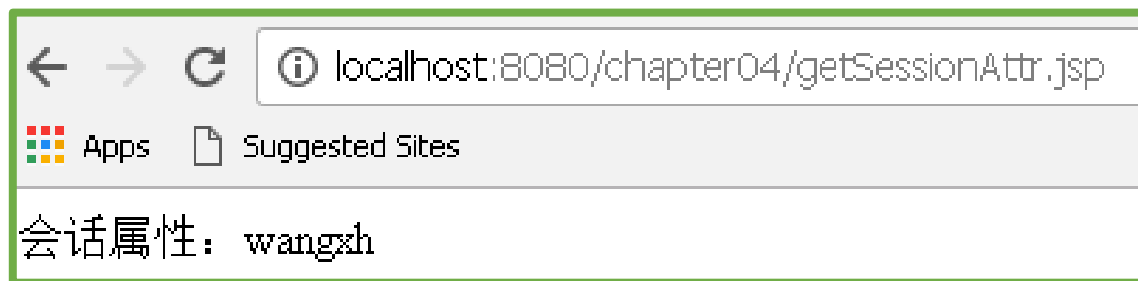 localhost:8080/chapter04/getSessionAttr.jsp
Apps Suggested Sites
会话属性：wangxh